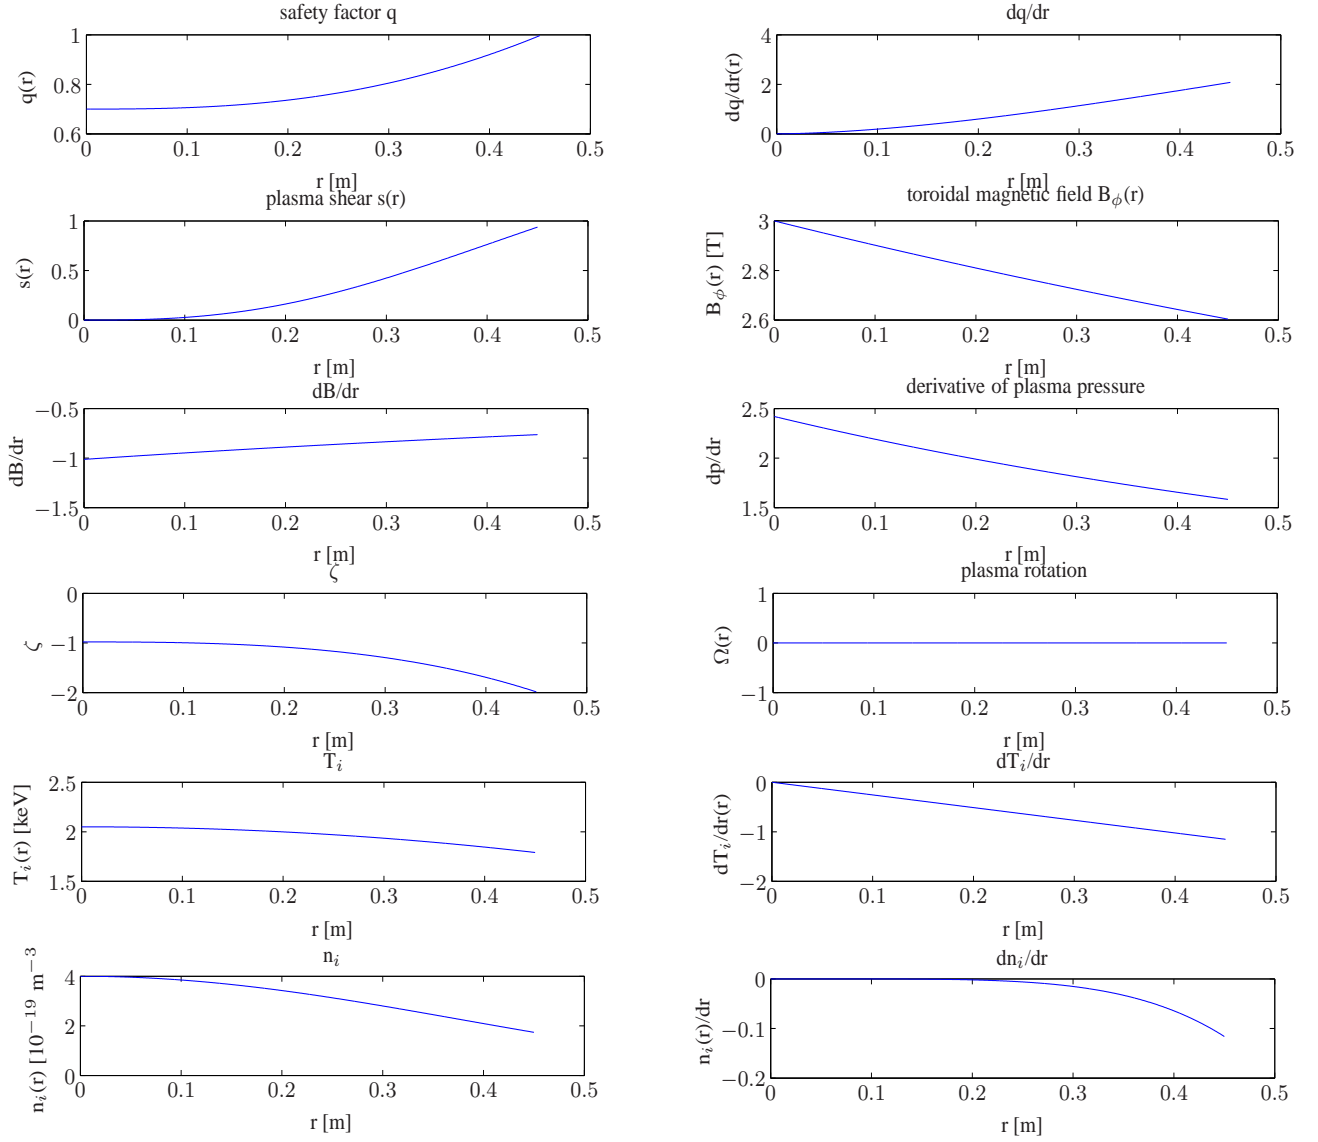 safety factor q
1
0.8
0.6
q(r)
0 0.1 0.2 0.3 0.4 0.5
r [m]
dq/dr
4
2
0
dq/dr(r)
0 0.1 0.2 0.3 0.4 0.5
r [m]
plasma shear s(r)
1
0.5
0
s(r)
0 0.1 0.2 0.3 0.4 0.5
r [m]
toroidal magnetic field B_ϕ(r)
3
2.8
2.6
B_ϕ(r) [T]
0 0.1 0.2 0.3 0.4 0.5
r [m]
dB/dr
−0.5
−1
−1.5
dB/dr
0 0.1 0.2 0.3 0.4 0.5
r [m]
derivative of plasma pressure
2.5
2
1.5
dp/dr
0 0.1 0.2 0.3 0.4 0.5
r [m]
ζ
0
−1
−2
ζ
0 0.1 0.2 0.3 0.4 0.5
r [m]
plasma rotation
1
0
−1
Ω(r)
0 0.1 0.2 0.3 0.4 0.5
r [m]
T_i
2.5
2
1.5
T_i(r) [keV]
0 0.1 0.2 0.3 0.4 0.5
r [m]
dT_i/dr
0
−1
−2
dT_i/dr(r)
0 0.1 0.2 0.3 0.4 0.5
r [m]
n_i
4
2
0
n_i(r) [10^−19 m^−3
0 0.1 0.2 0.3 0.4 0.5
r [m]
dn_i/dr
0
−0.1
−0.2
n_i(r)/dr
0 0.1 0.2 0.3 0.4 0.5
r [m]